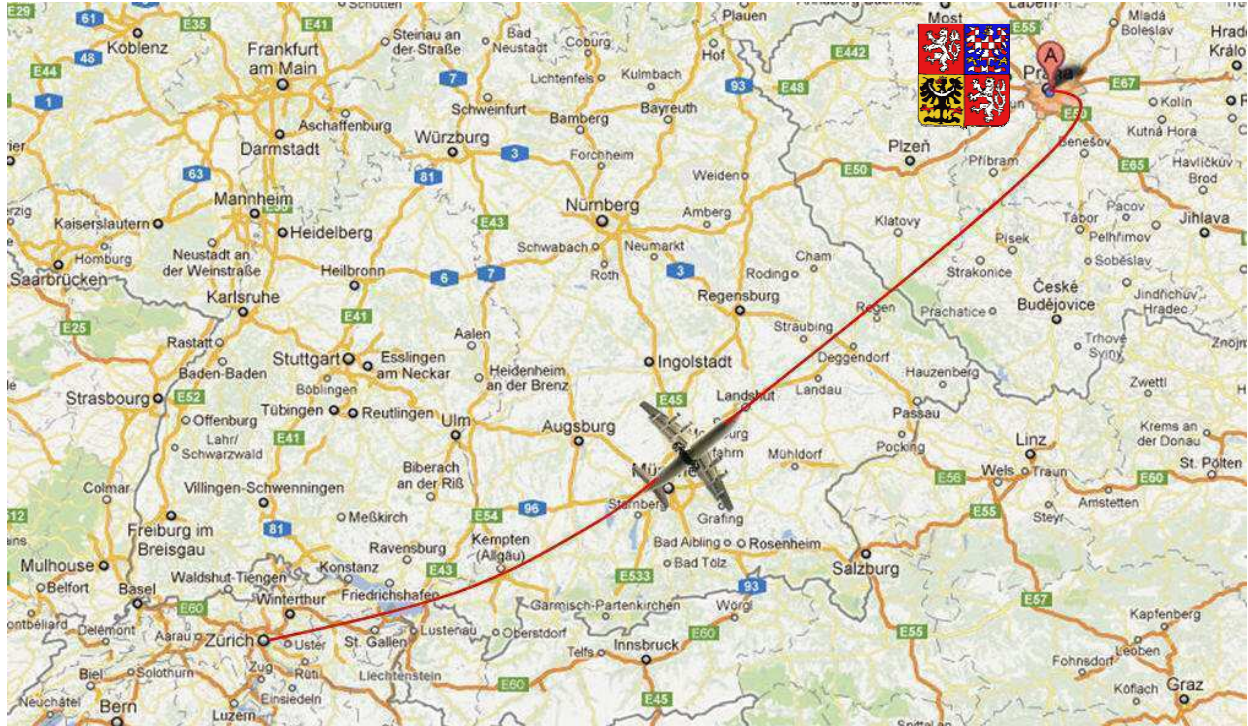 E29
61
E35
E41
Schlüchtern
Steinau an
der Straße
Bad
Neustadt
Coburg
Plauen
Hof
Most
E55
Labem
Mladá
Boleslav
Koblenz
48
E44
Frankfurt
am Main
7
Lichtenfels
Kulmbach
93
E442
E48
A
Praha
E67
1
Schweinfurt
Bayreuth
Kolín
Aschaffenburg
Würzburg
Bamberg
E50
Kutná Hora
Darmstadt
3
Forchheim
Plzeň
Benešov
63
81
Weiden
E50
Příbram
E65
Havlíčkův
Brod
Mannheim
E35
Kaiserslautern
Heidelberg
E43
Nürnberg
Amberg
Klatovy
Tábor
Pacov
Jihlava
Homburg
Neustadt an
der Weinstraße
Schwabach
Neumarkt
Písek
Pelhřimov
Saarbrücken
Heilbronn
6
7
Roth
3
Cham
Roding
Strakonice
Soběslav
Karlsruhe
Regensburg
České
Budějovice
Jindřichův
Hradec
E41
Regen
Prachatice
E25
Rastatt
Aalen
Straubing
Trhové
Sviny
Znojm
Stuttgart
Esslingen
am Neckar
Ingolstadt
Deggendorf
Baden-Baden
Böblingen
Heidenheim
an der Brenz
Landau
Hauzenberg
Zwettl
Strasbourg
E52
E45
Landshut
Offenburg
Tübingen
Reutlingen
Passau
Lahr/
Schwarzwald
E41
Ulm
Augsburg
Pocking
Linz
Krems an
der Donau
Biberach
an der Riß
Mühldorf
E56
Wels
Traun
St. Pölten
Colmar
Villingen-Schwenningen
96
Starnberg
E55
Amstetten
E12
Freiburg im
Breisgau
81
Meßkirch
E54
Grafing
Steyr
Ravensburg
Kempten
(Allgäu)
Bad Aibling
Rosenheim
Mulhouse
Belfort
Waldshut-Tiengen
Konstanz
E43
E533
Bad Tölz
Salzburg
Basel
E60
Winterthur
Friedrichshafen
93
E57
Garmisch-Partenkirchen
Wörgl
Kapfenberg
Delémont
Aarau
Zürich
Uster
St. Gallen
Lustenau
Oberstdorf
E60
E55
Telfs
Innsbruck
Leoben
Biel
Solothurn
Zug
Rüti
Liechtenstein
Fohnsdorf
Einsiedeln
E60
E45
Köflach
Graz
Neuchâtel
Bern
Luzern